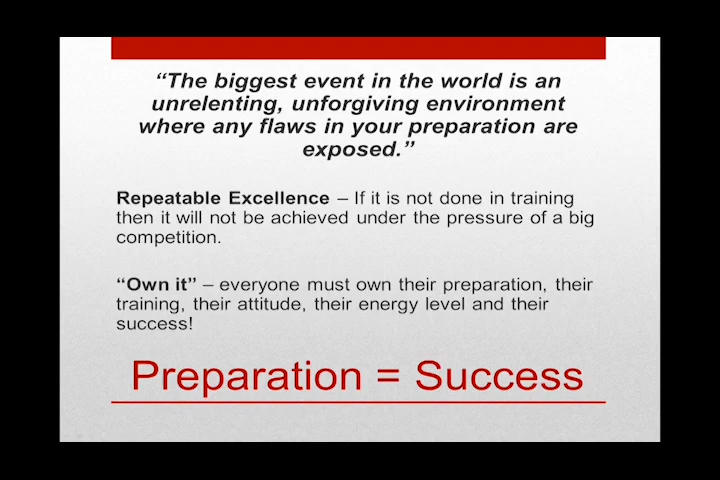 “The biggest event in the world is an
unrelenting, unforgiving environment
where any flaws in your preparation are
exposed.”
Repeatable Excellence – If it is not done in training
then it will not be achieved under the pressure of a big
competition.
“Own it” – everyone must own their preparation, their
training, their attitude, their energy level and their
success!
Preparation = Success